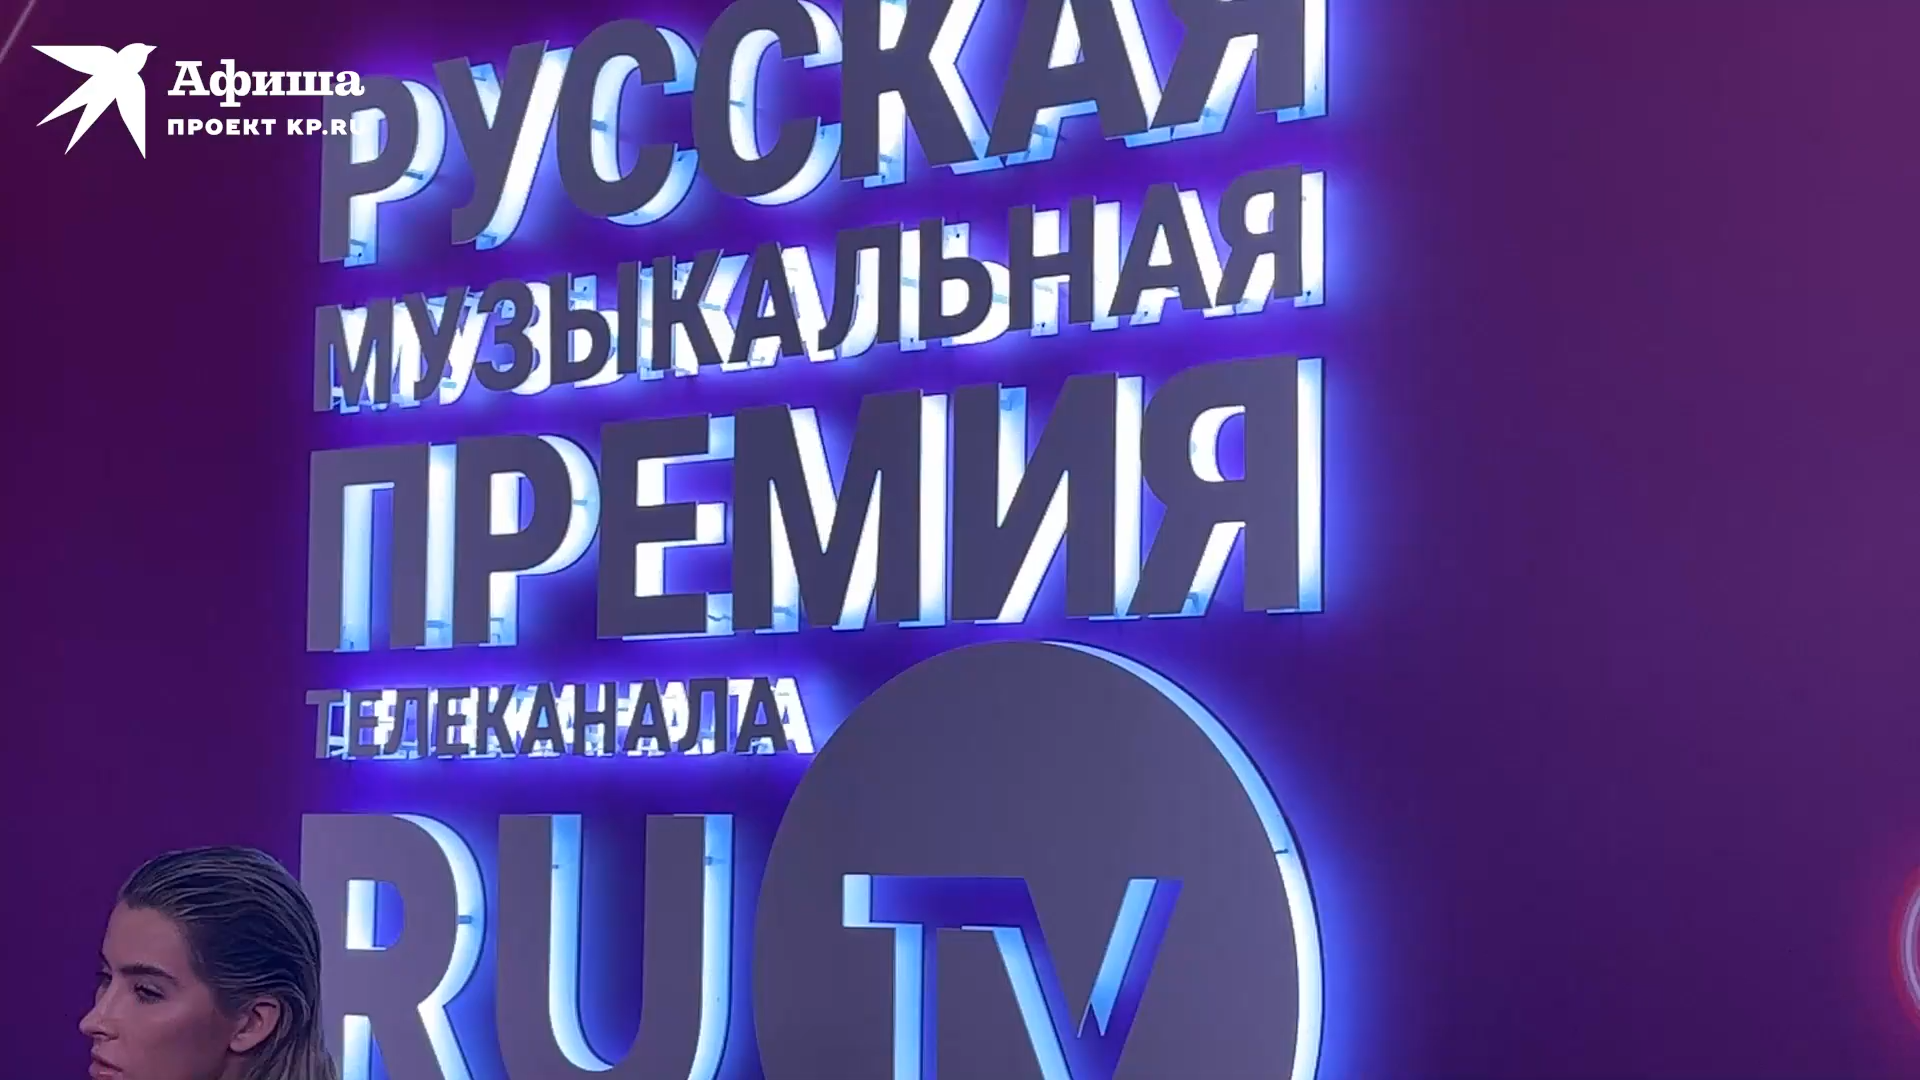 Афиша
ПРОЕКТ KP.RU
РУССКАЯ
МУЗЫКАЛЬНАЯ
ПРЕМИЯ
ТЕЛЕКАНАЛА
RU TV